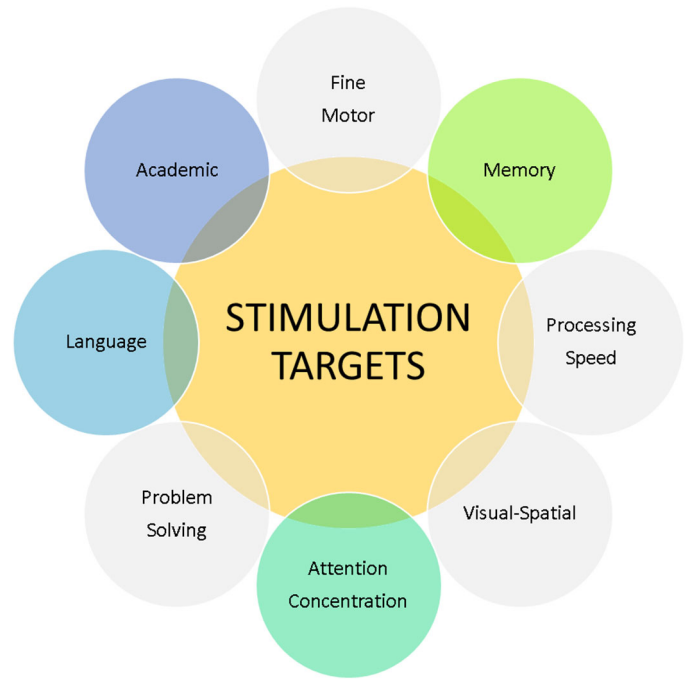 Fine
Motor
Academic
Memory
STIMULATION
TARGETS
Language
Processing
Speed
Problem
Solving
Visual-Spatial
Attention
Concentration